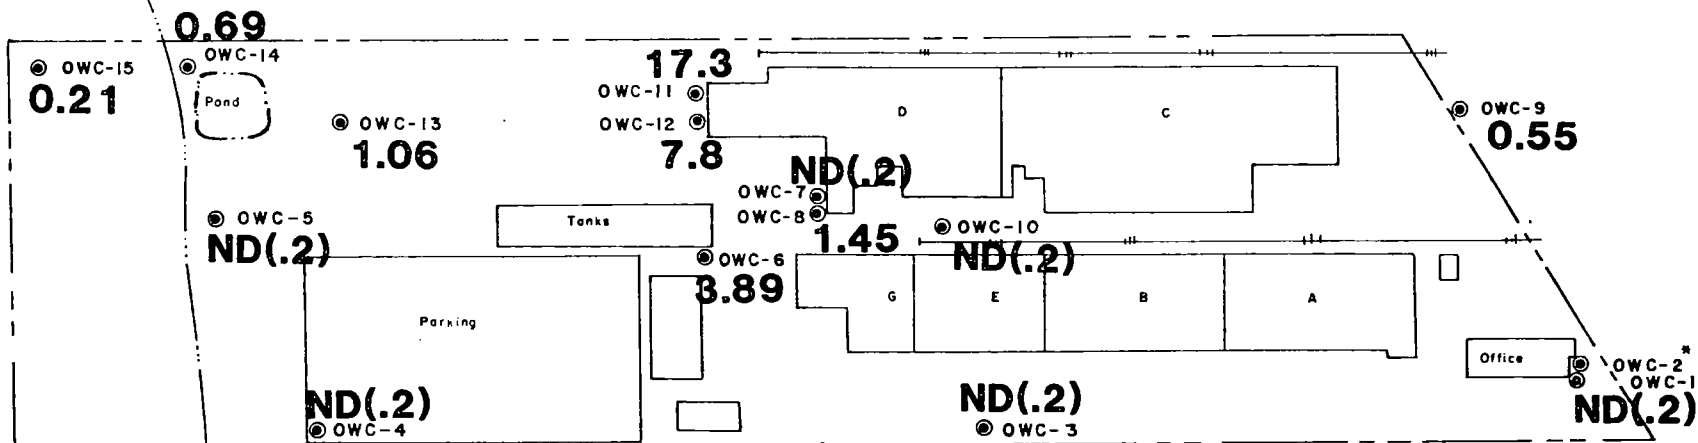 0.69
OWC-14
OWC-15
0.21
Pond
OWC-13
1.06
17.3
OWC-11
OWC-12
7.8
D
C
OWC-9
0.55
ND(.2)
OWC-7
OWC-8
1.45
OWC-10
ND(.2)
OWC-5
ND(.2)
Tanks
OWC-6
3.89
G
E
B
A
Parking
Office
OWC-2*
OWC-1
ND(.2)
ND(.2)
OWC-4
ND(.2)
OWC-3